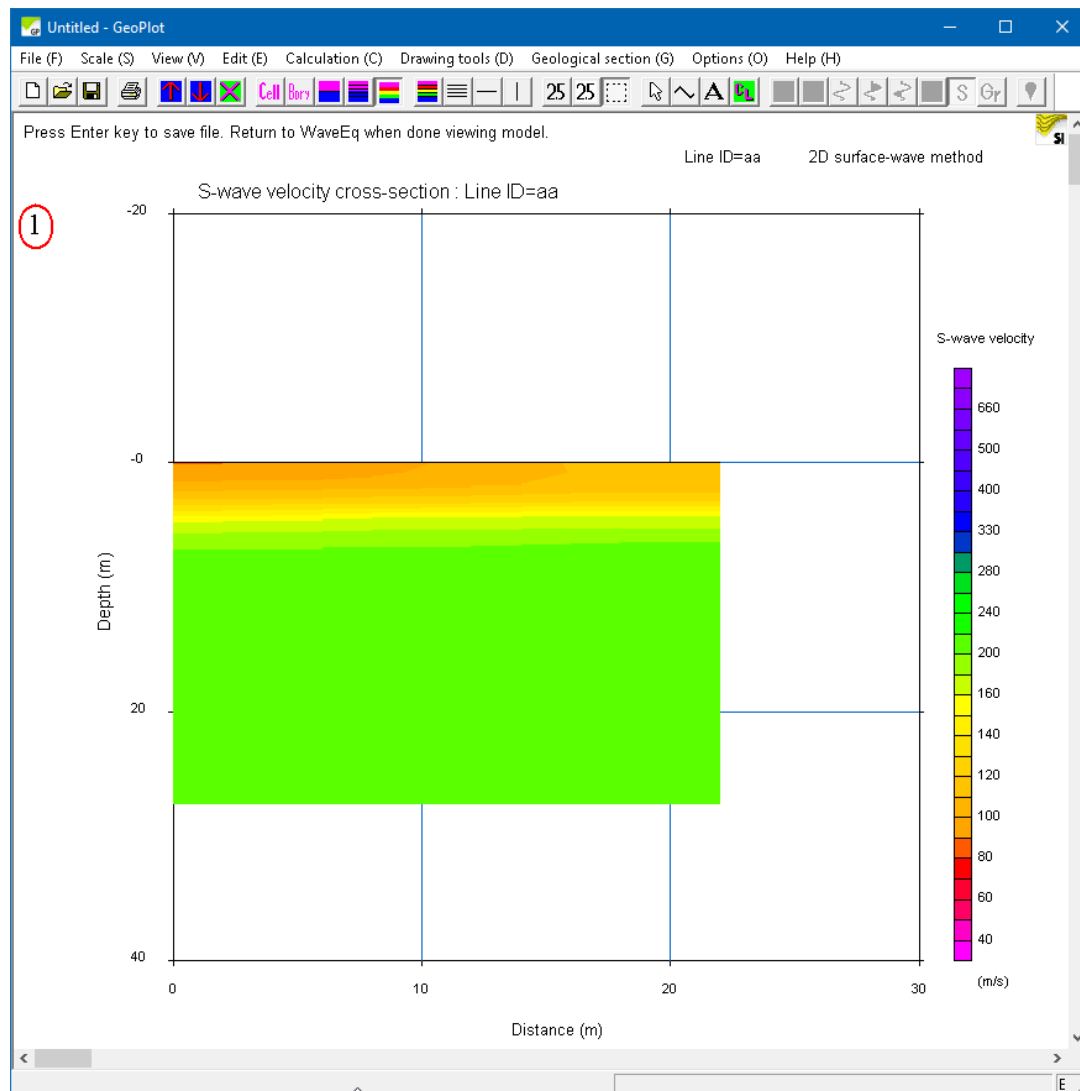 Untitled - GeoPlot
File (F) Scale (S) View (V) Edit (E) Calculation (C) Drawing tools (D) Geological section (G) Options (O) Help (H)
Cell Bory 25 25 A S Gr
Press Enter key to save file. Return to WaveEq when done viewing model.
SI
Line ID=aa 2D surface-wave method
S-wave velocity cross-section : Line ID=aa
1
-20
-0
20
40
Depth (m)
0 10 20 30
Distance (m)
S-wave velocity
660
500
400
330
280
240
200
160
140
120
100
80
60
40
(m/s)
E